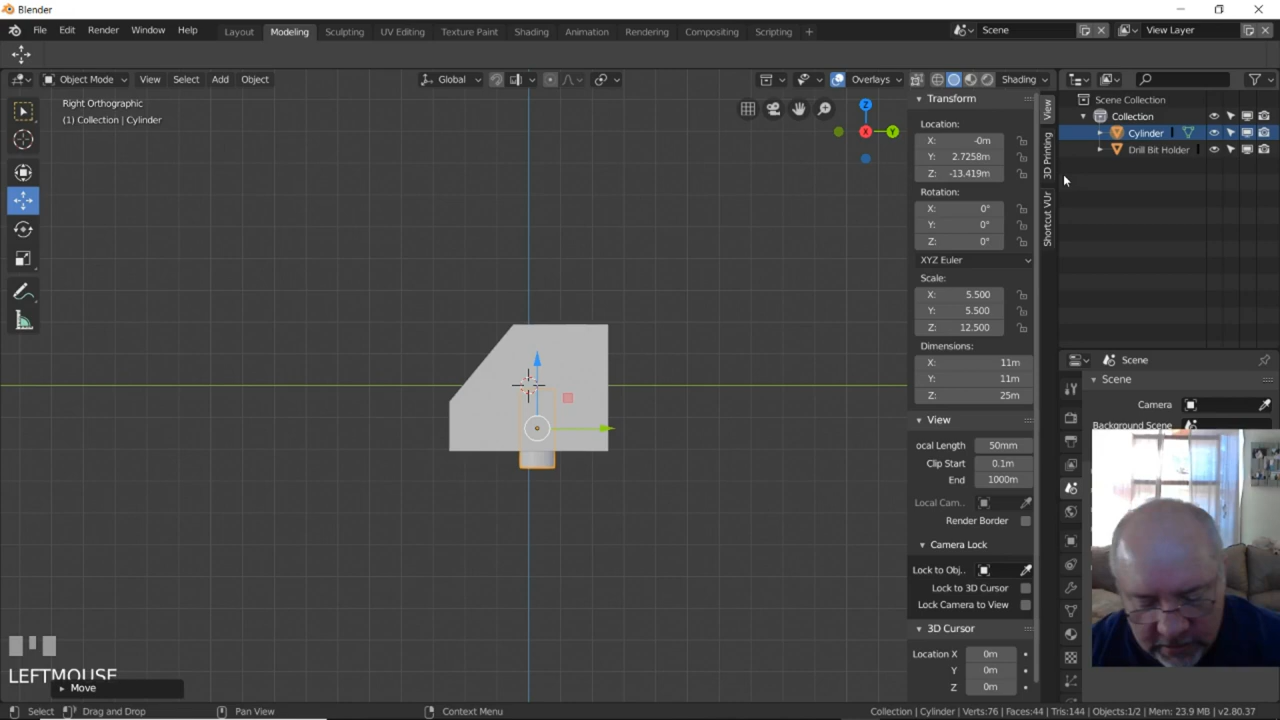 Blender
File Edit Render Window Help
Layout Modeling Sculpting UV Editing Texture Paint Shading Animation Rendering Compositing Scripting +
Scene
View Layer
Object Mode View Select Add Object
Global
Overlays
Shading
Right Orthographic
(1) Collection | Cylinder
Z
X
Y
Transform
Location:
X: -0m
Y: 2.7258m
Z: -13.419m
Rotation:
X: 0°
Y: 0°
Z: 0°
XYZ Euler
Scale:
X: 5.500
Y: 5.500
Z: 12.500
Dimensions:
X: 11m
Y: 11m
Z: 25m
View
ocal Length 50mm
Clip Start 0.1m
End 1000m
Local Cam..
Render Border
Camera Lock
Lock to Obj..
Lock to 3D Cursor
Lock Camera to View
3D Cursor
Location X 0m
Y 0m
Z 0m
View
3D Printing
Shortcut VUr
Scene Collection
Collection
Cylinder
Drill Bit Holder
Scene
Scene
Camera
Background Scene
LEFTMOUSE
Move
Select Drag and Drop Pan View Context Menu
Collection | Cylinder | Verts:76 | Faces:44 | Tris:144 | Objects:1/2 | Mem: 23.9 MB | v2.80.37